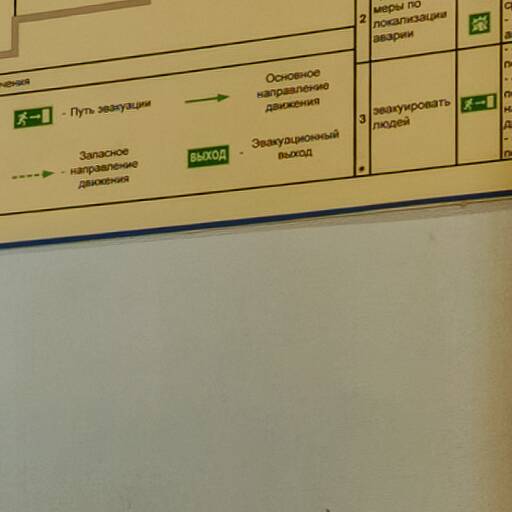 2
меры по
локализации
аварии
чения
- Путь эвакуации
Основное
направление
движения
3
эвакуировать
людей
Запасное
- направление
движения
ВЫХОД
- Эвакуационный
выход